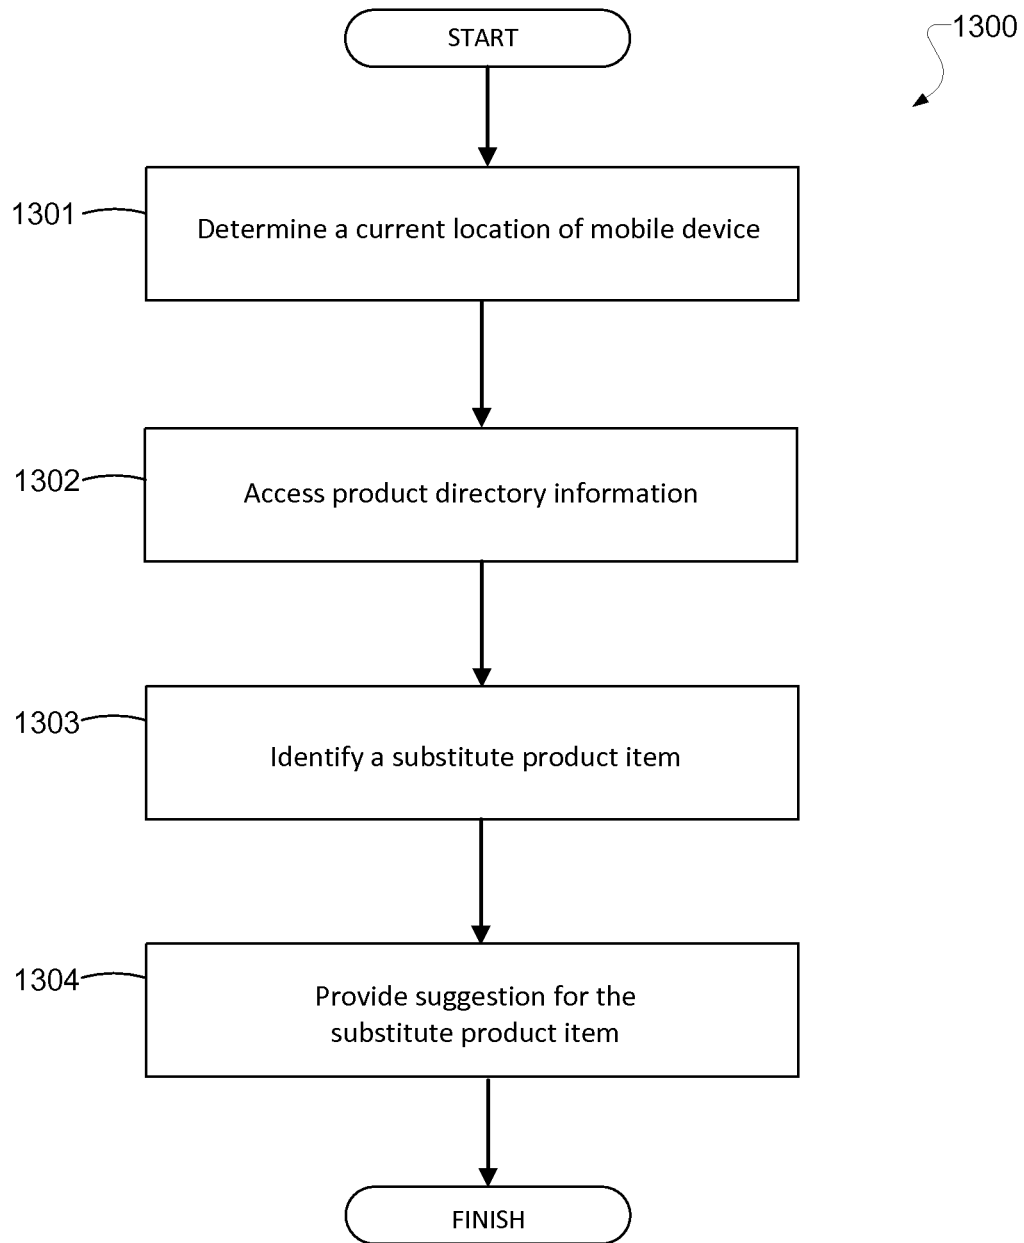 START
1300
1301
Determine a current location of mobile device
1302
Access product directory information
1303
Identify a substitute product item
1304
Provide suggestion for the
substitute product item
FINISH